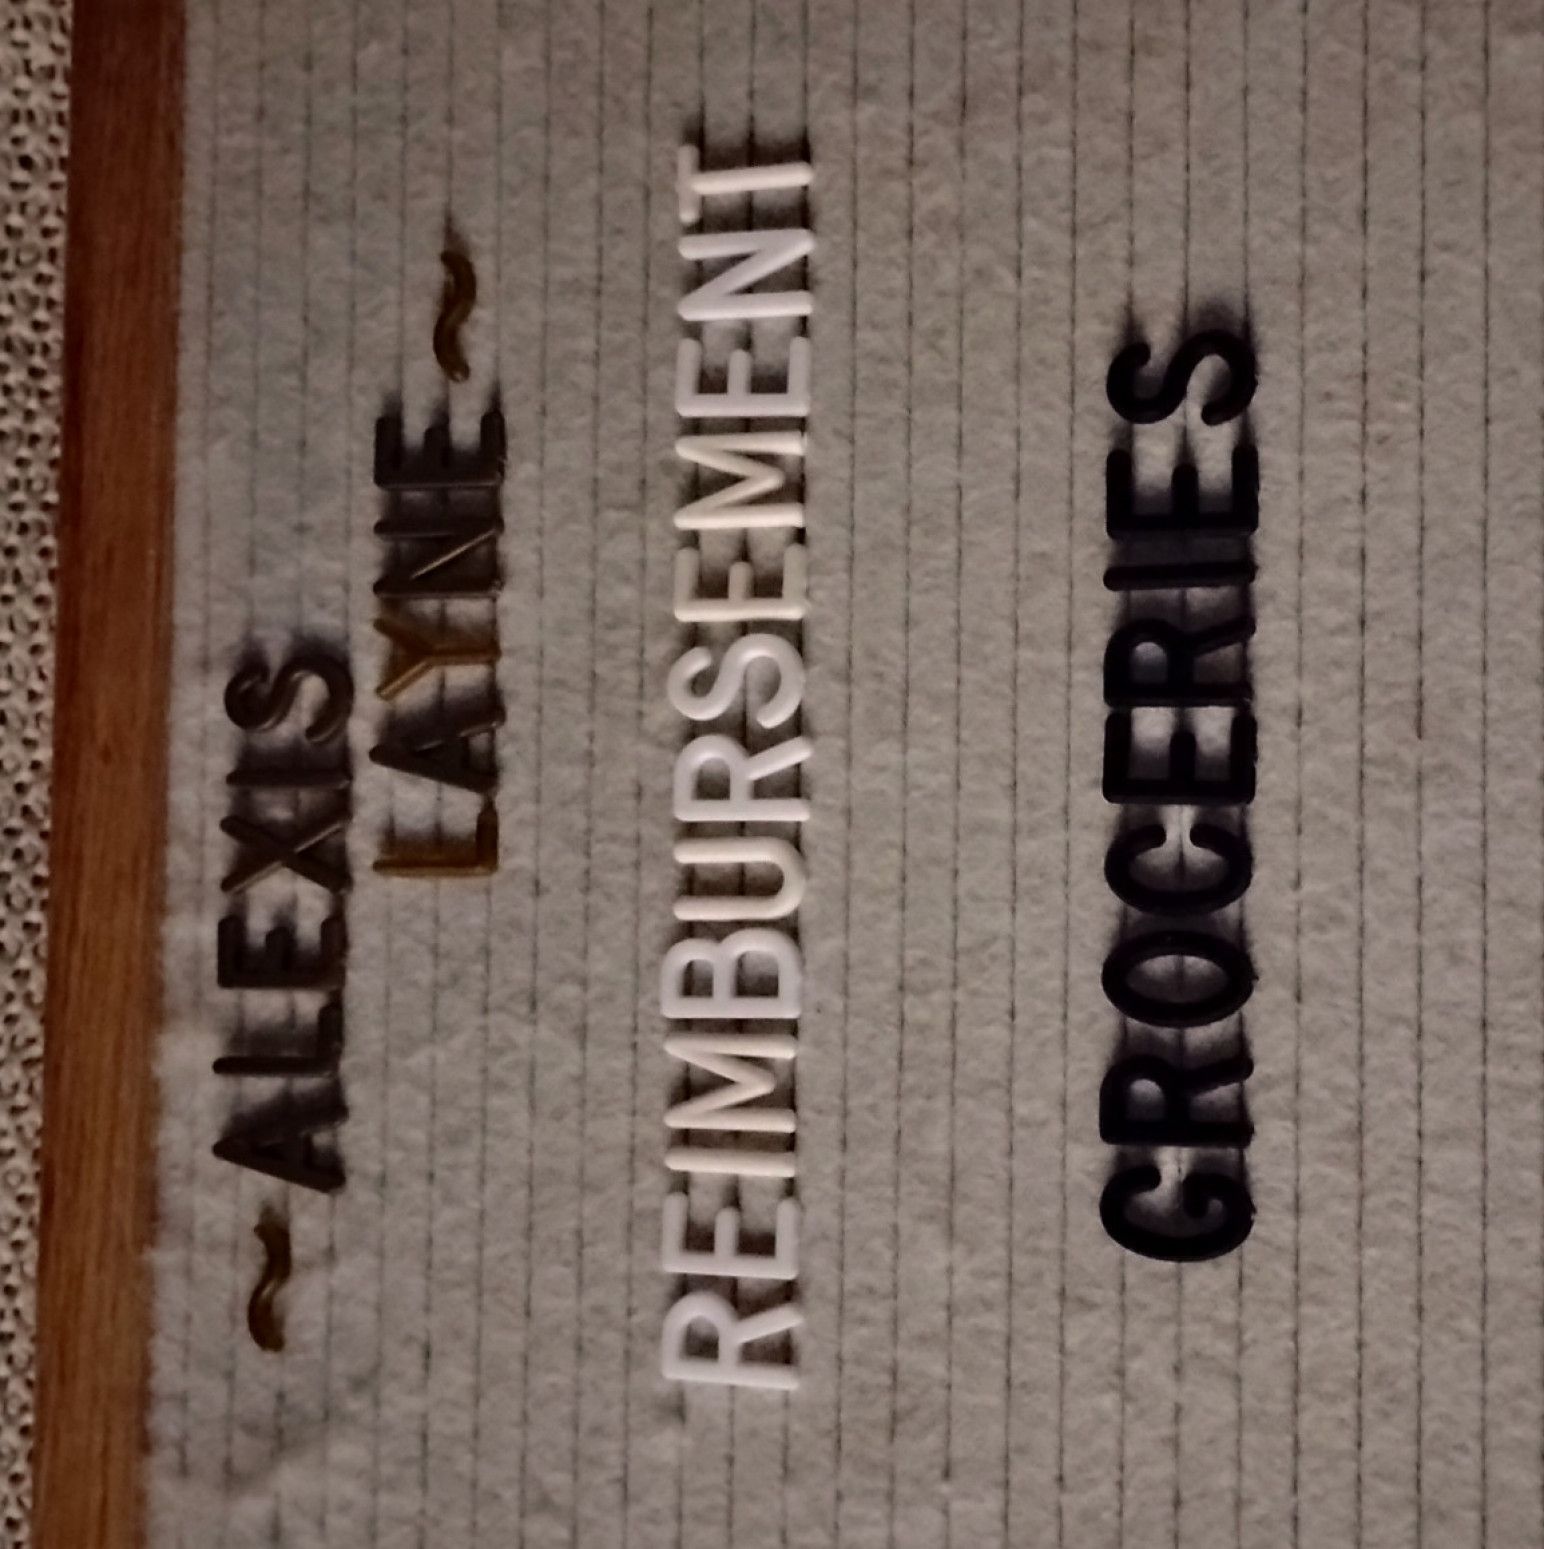 ~ALEXIS
LAYNE~
REIMBURSEMENT
GROCERIES